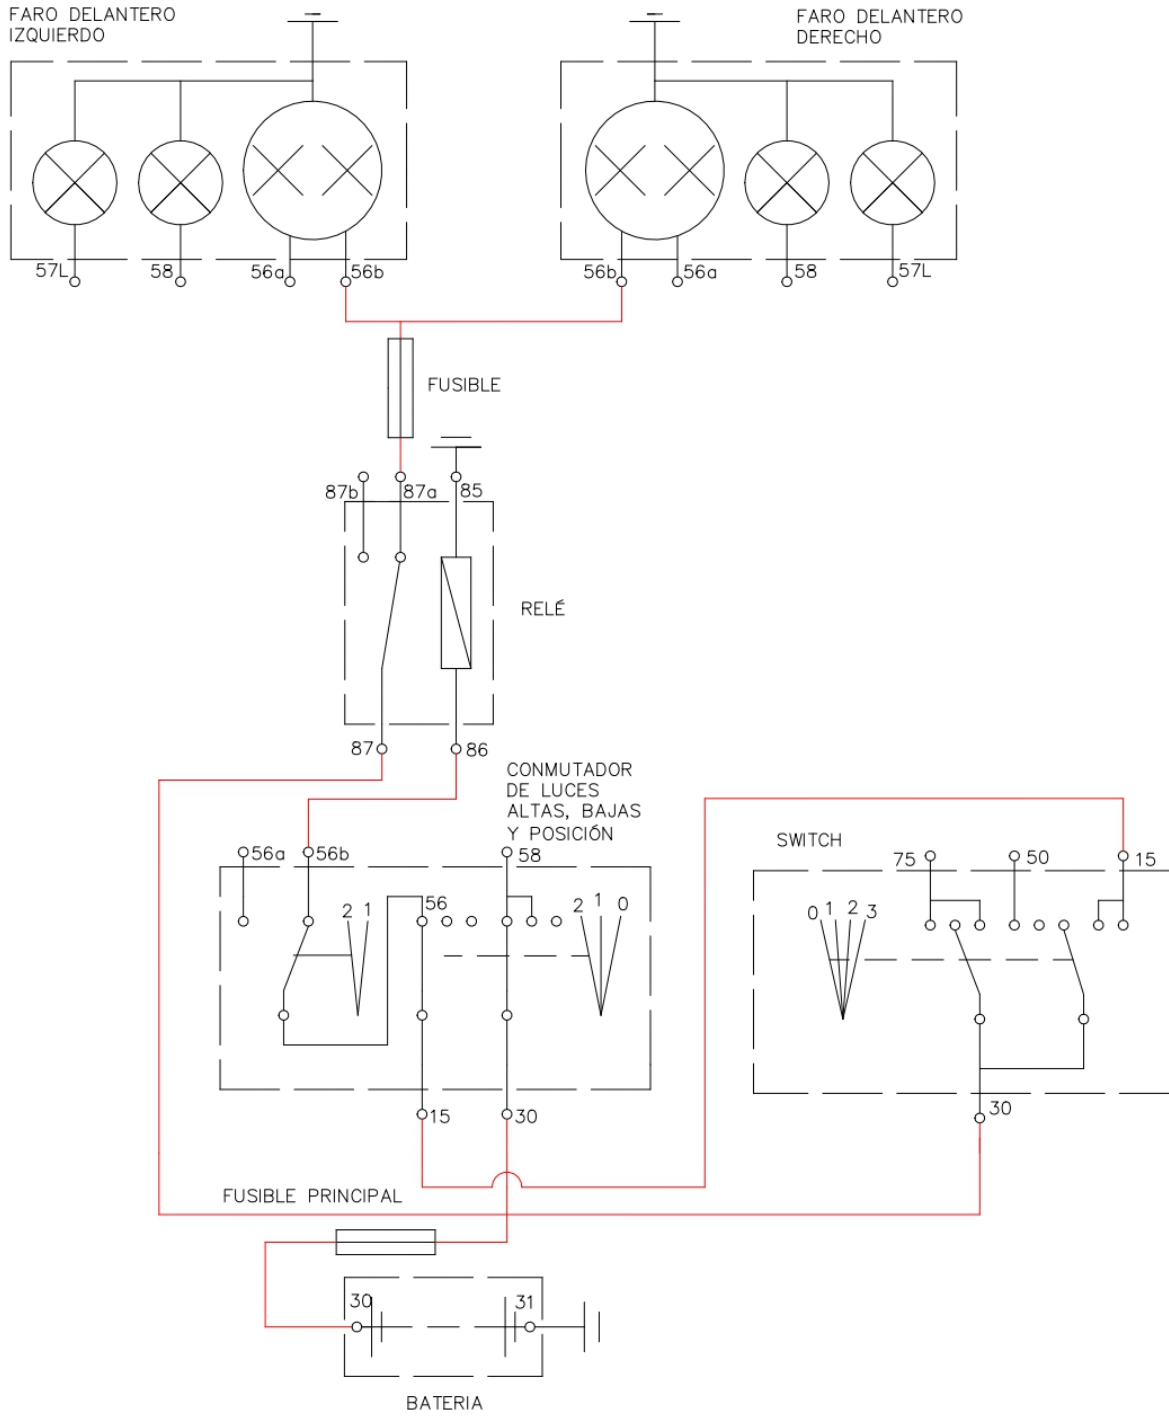 FARO DELANTERO
IZQUIERDO
FARO DELANTERO
DERECHO
57L
58
56a
56b
56b
56a
58
57L
FUSIBLE
87b
87a
85
RELÉ
87
86
CONMUTADOR
DE LUCES
ALTAS, BAJAS
Y POSICIÓN
SWITCH
56a
56b
58
75
50
15
2 1
56
2 1 0
0 1 2 3
15
30
30
FUSIBLE PRINCIPAL
30
31
BATERIA